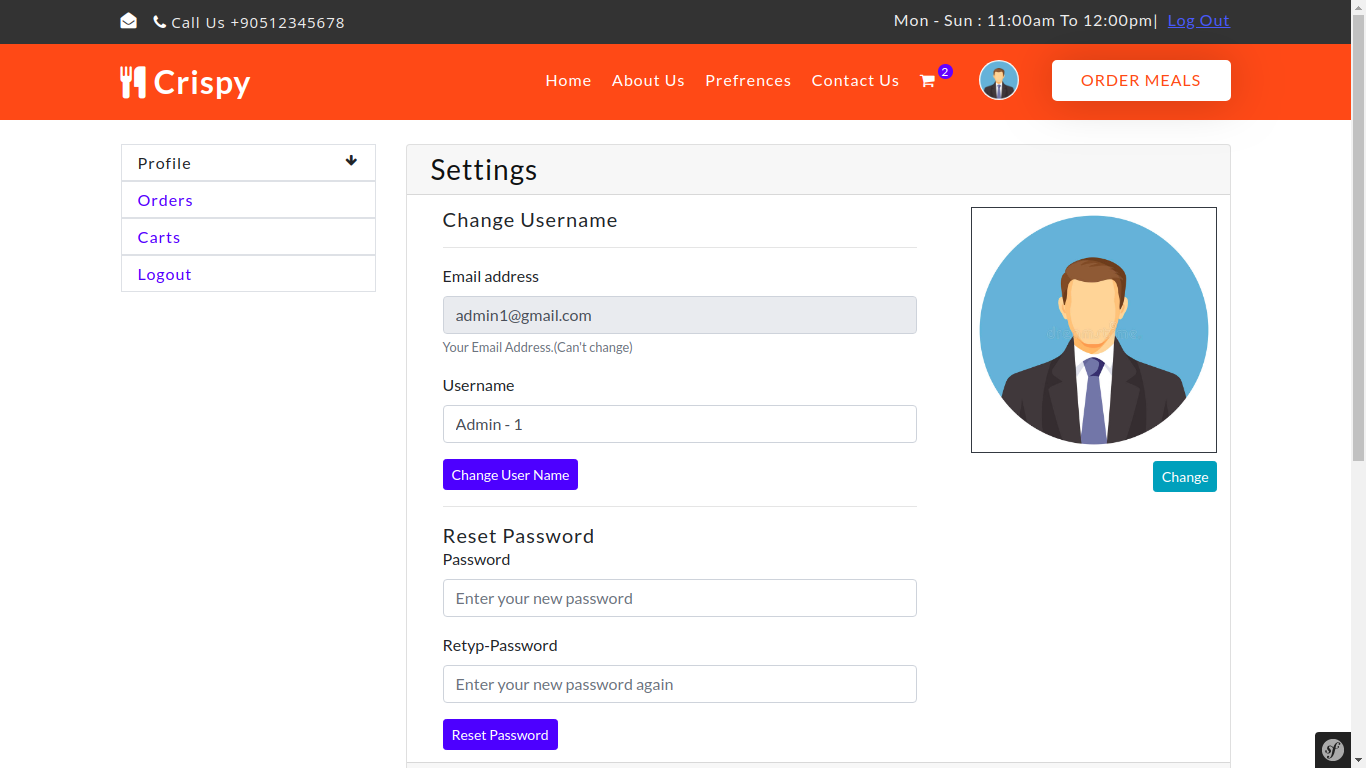 Call Us +90512345678
Mon - Sun : 11:00am To 12:00pm| Log Out
Crispy
Home About Us Prefrences Contact Us 2 ORDER MEALS
Profile
Orders
Carts
Logout
Settings
Change Username
Email address
admin1@gmail.com
Your Email Address.(Can't change)
Username
Admin - 1
Change User Name
Change
Reset Password
Password
Enter your new password
Retyp-Password
Enter your new password again
Reset Password
sf